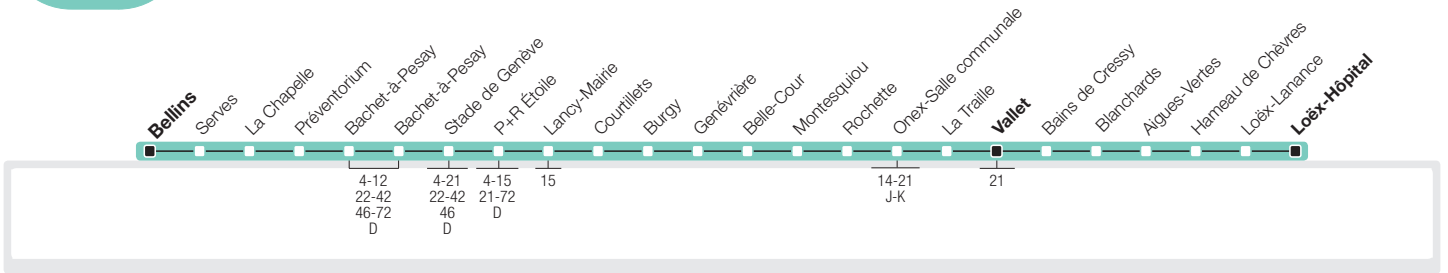 Bellins
Serves
La Chapelle
Préventorium
Bachet-à-Pesay
Bachet-à-Pesay
Stade de Genève
P+R Etoile
Lancy-Mairie
Courtillets
Burgy
Genévrière
Belle-Cour
Montesquiou
Rochette
Onex-Salle communale
La Traille
Vallet
Bains de Cressy
Blanchards
Aigues-Vertes
Hameau de Chèvres
Loëx-Lanance
Loëx-Hôpital
4-12
22-42
46-72
D
4-21
22-42
46
D
4-15
21-72
D
15
14-21
J-K
21